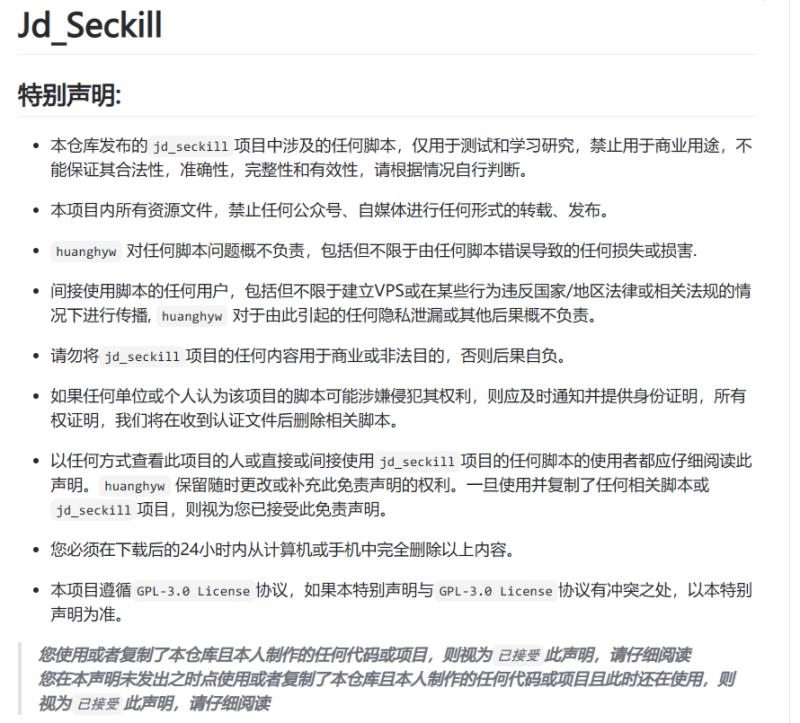 Jd_Seckill
特别声明:
本仓库发布的 jd_seckill 项目中涉及的任何脚本，仅用于测试和学习研究，禁止用于商业用途，不
能保证其合法性，准确性，完整性和有效性，请根据情况自行判断。
本项目内所有资源文件，禁止任何公众号、自媒体进行任何形式的转载、发布。
huanghyw 对任何脚本问题概不负责，包括但不限于由任何脚本错误导致的任何损失或损害.
间接使用脚本的任何用户，包括但不限于建立VPS或在某些行为违反国家/地区法律或相关法规的情
况下进行传播, huanghyw 对于由此引起的任何隐私泄漏或其他后果概不负责。
请勿将 jd_seckill 项目的任何内容用于商业或非法目的，否则后果自负。
如果任何单位或个人认为该项目的脚本可能涉嫌侵犯其权利，则应及时通知并提供身份证明，所有
权证明，我们将在收到认证文件后删除相关脚本。
以任何方式查看此项目的人或直接或间接使用 jd_seckill 项目的任何脚本的使用者都应仔细阅读此
声明。 huanghyw 保留随时更改或补充此免责声明的权利。一旦使用并复制了任何相关脚本或
jd_seckill 项目，则视为您已接受此免责声明。
您必须在下载后的24小时内从计算机或手机中完全删除以上内容。
本项目遵循 GPL-3.0 License 协议，如果本特别声明与 GPL-3.0 License 协议有冲突之处，以本特别
声明为准。
您使用或者复制了本仓库且本人制作的任何代码或项目，则视为 已接受 此声明，请仔细阅读
您在本声明未发出之时点使用或者复制了本仓库且本人制作的任何代码或项目且此时还在使用，则
视为 已接受 此声明，请仔细阅读